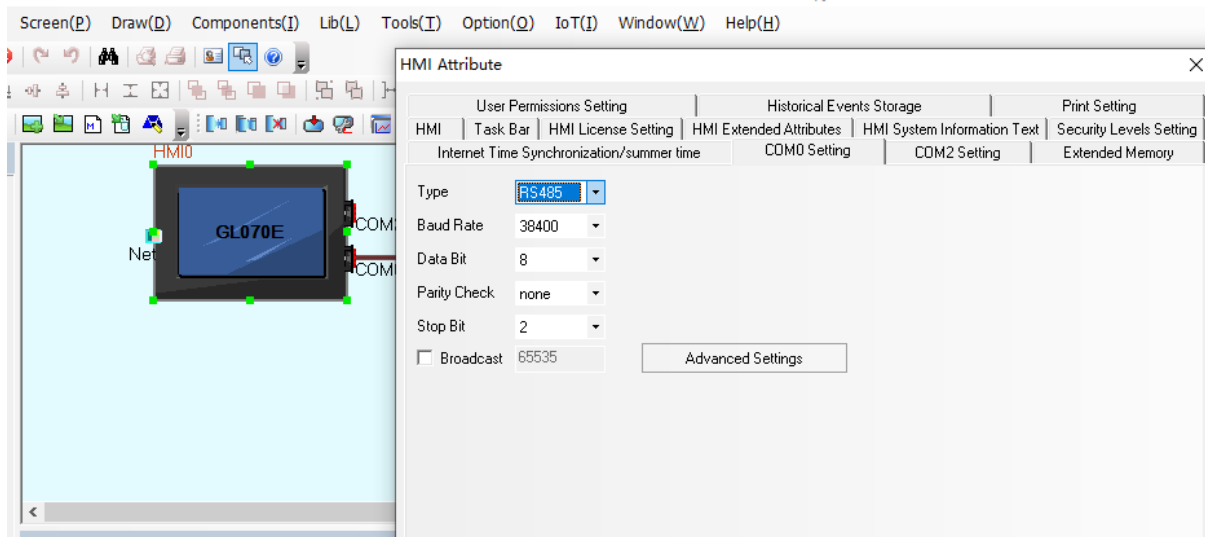 Screen(P) Draw(D) Components(I) Lib(L) Tools(T) Option(O) IoT(I) Window(W) Help(H)
HMI Attribute
User Permissions Setting Historical Events Storage Print Setting
HMI Task Bar HMI License Setting HMI Extended Attributes HMI System Information Text Security Levels Setting
Internet Time Synchronization/summer time COM0 Setting COM2 Setting Extended Memory
HMI0
GL070E
Net
Type RS485
Baud Rate 38400
Data Bit 8
Parity Check none
Stop Bit 2
Broadcast 65535 Advanced Settings